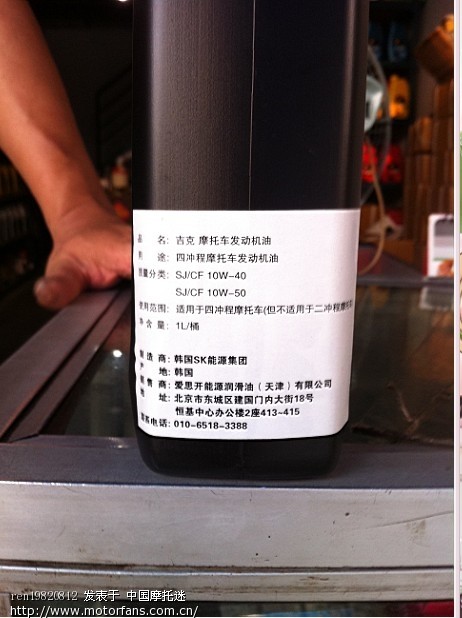 品 名: 吉克 摩托车发动机油
用 途: 四冲程摩托车发动机油
质量分类: SJ/CF 10W-40
SJ/CF 10W-50
使用范围: 适用于四冲程摩托车(但不适用于二冲程摩托
净 含 量: 1L/桶
制 造 商: 韩国SK能源集团
产 地: 韩国
销 售 商: 爱思开能源润滑油(天津)有限公司
地 址: 北京市东城区建国门内大街18号
恒基中心办公楼2座413-415
联系电话: 010-6518-3388
ren19820842 发表于 中国摩托迷
http://www.motorfans.com.cn/